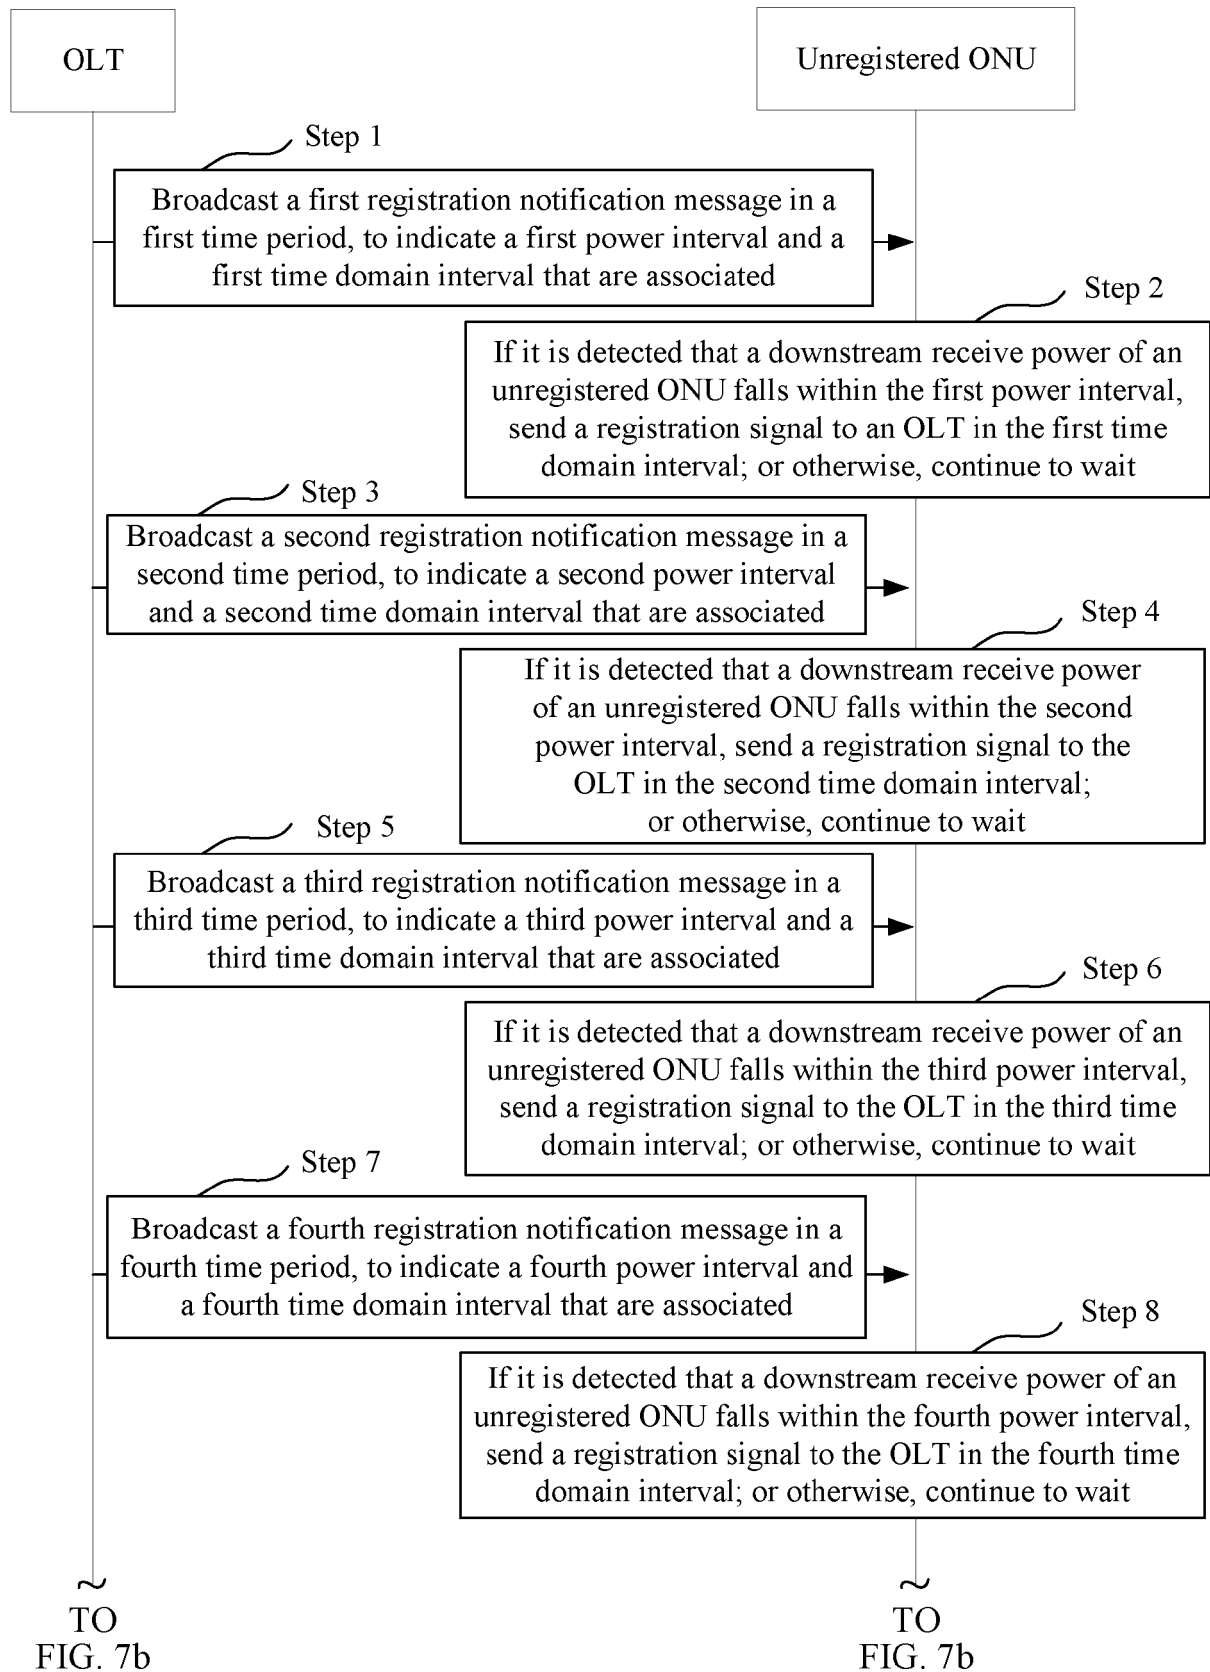 OLT
Unregistered ONU
Step 1
Broadcast a first registration notification message in a
first time period, to indicate a first power interval and a
first time domain interval that are associated
Step 2
If it is detected that a downstream receive power of an
unregistered ONU falls within the first power interval,
send a registration signal to an OLT in the first time
domain interval; or otherwise, continue to wait
Step 3
Broadcast a second registration notification message in a
second time period, to indicate a second power interval
and a second time domain interval that are associated
Step 4
If it is detected that a downstream receive power
of an unregistered ONU falls within the second
power interval, send a registration signal to the
OLT in the second time domain interval;
or otherwise, continue to wait
Step 5
Broadcast a third registration notification message in a
third time period, to indicate a third power interval and a
third time domain interval that are associated
Step 6
If it is detected that a downstream receive power of an
unregistered ONU falls within the third power interval,
send a registration signal to the OLT in the third time
domain interval; or otherwise, continue to wait
Step 7
Broadcast a fourth registration notification message in a
fourth time period, to indicate a fourth power interval and
a fourth time domain interval that are associated
Step 8
If it is detected that a downstream receive power of an
unregistered ONU falls within the fourth power interval,
send a registration signal to the OLT in the fourth time
domain interval; or otherwise, continue to wait
TO
FIG. 7b
TO
FIG. 7b